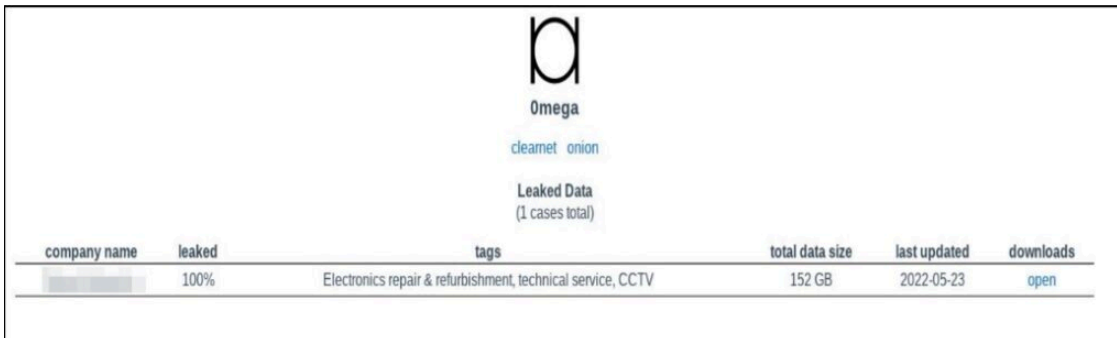 0mega
clearnet onion
Leaked Data
(1 cases total)
company name leaked tags total data size last updated downloads
100% Electronics repair & refurbishment, technical service, CCTV 152 GB 2022-05-23 open